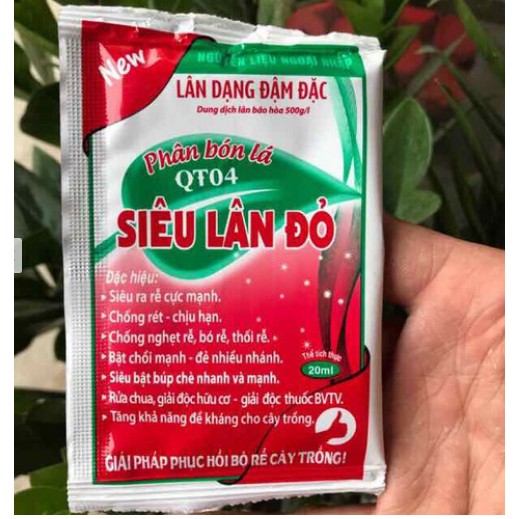 New
NGUYÊN LIỆU NGOẠI NHẬP
LÂN DẠNG ĐẬM ĐẶC
Dung dịch lân bão hòa 500g/l
Phân bón lá
QT04
SIÊU LÂN ĐỎ
Đặc hiệu:
Siêu ra rễ cực mạnh.
Chống rét - chịu hạn.
Chống nghẹt rễ, bó rễ, thối rễ.
Bật chồi mạnh - đẻ nhiều nhánh.
Siêu bật búp chè nhanh và mạnh.
Rửa chua, giải độc hữu cơ - giải độc thuốc BVTV.
Tăng khả năng đề kháng cho cây trồng.
Thể tích thực
20ml
GIẢI PHÁP PHỤC HỒI BỘ RỄ CÂY TRỒNG!